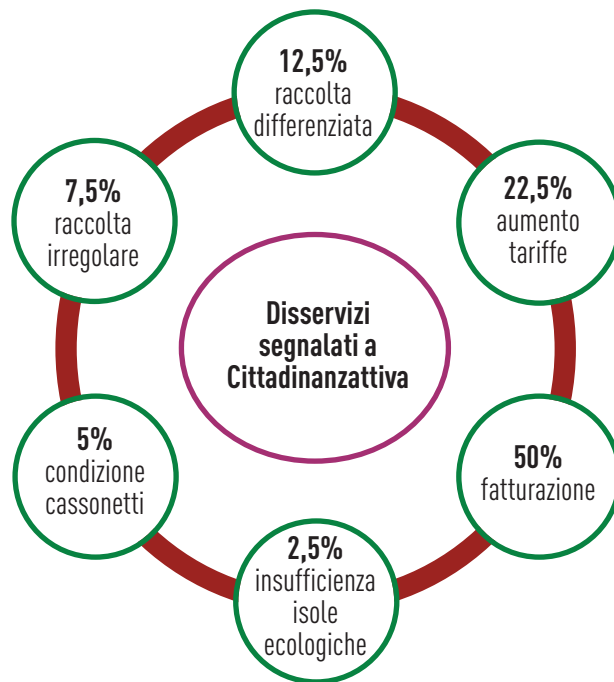 12,5%
raccolta
differenziata
22,5%
aumento
tariffe
50%
fatturazione
2,5%
insufficienza
isole
ecologiche
5%
condizione
cassonetti
7,5%
raccolta
irregolare
Disservizi
segnalati a
Cittadinanzattiva